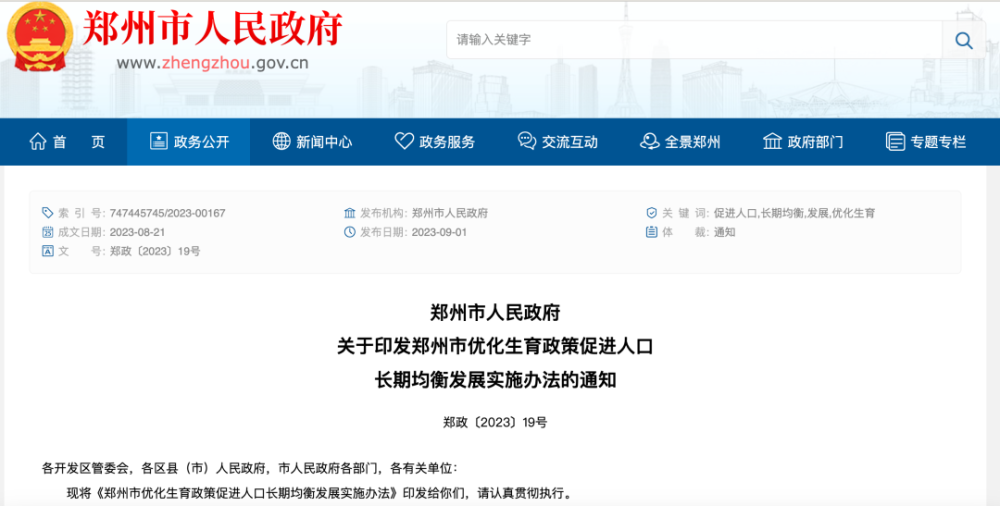 郑州市人民政府
www.zhengzhou.gov.cn
请输入关键字
首 页 政务公开 新闻中心 政务服务 交流互动 全景郑州 政府部门 专题专栏
索 引 号: 747445745/2023-00167 发布机构: 郑州市人民政府 关 键 词: 促进人口,长期均衡,发展,优化生育
成文日期: 2023-08-21 发布日期: 2023-09-01 体 裁: 通知
文 号: 郑政〔2023〕19号
郑州市人民政府
关于印发郑州市优化生育政策促进人口
长期均衡发展实施办法的通知
郑政〔2023〕19号
各开发区管委会，各区县（市）人民政府，市人民政府各部门，各有关单位：
现将《郑州市优化生育政策促进人口长期均衡发展实施办法》印发给你们，请认真贯彻执行。